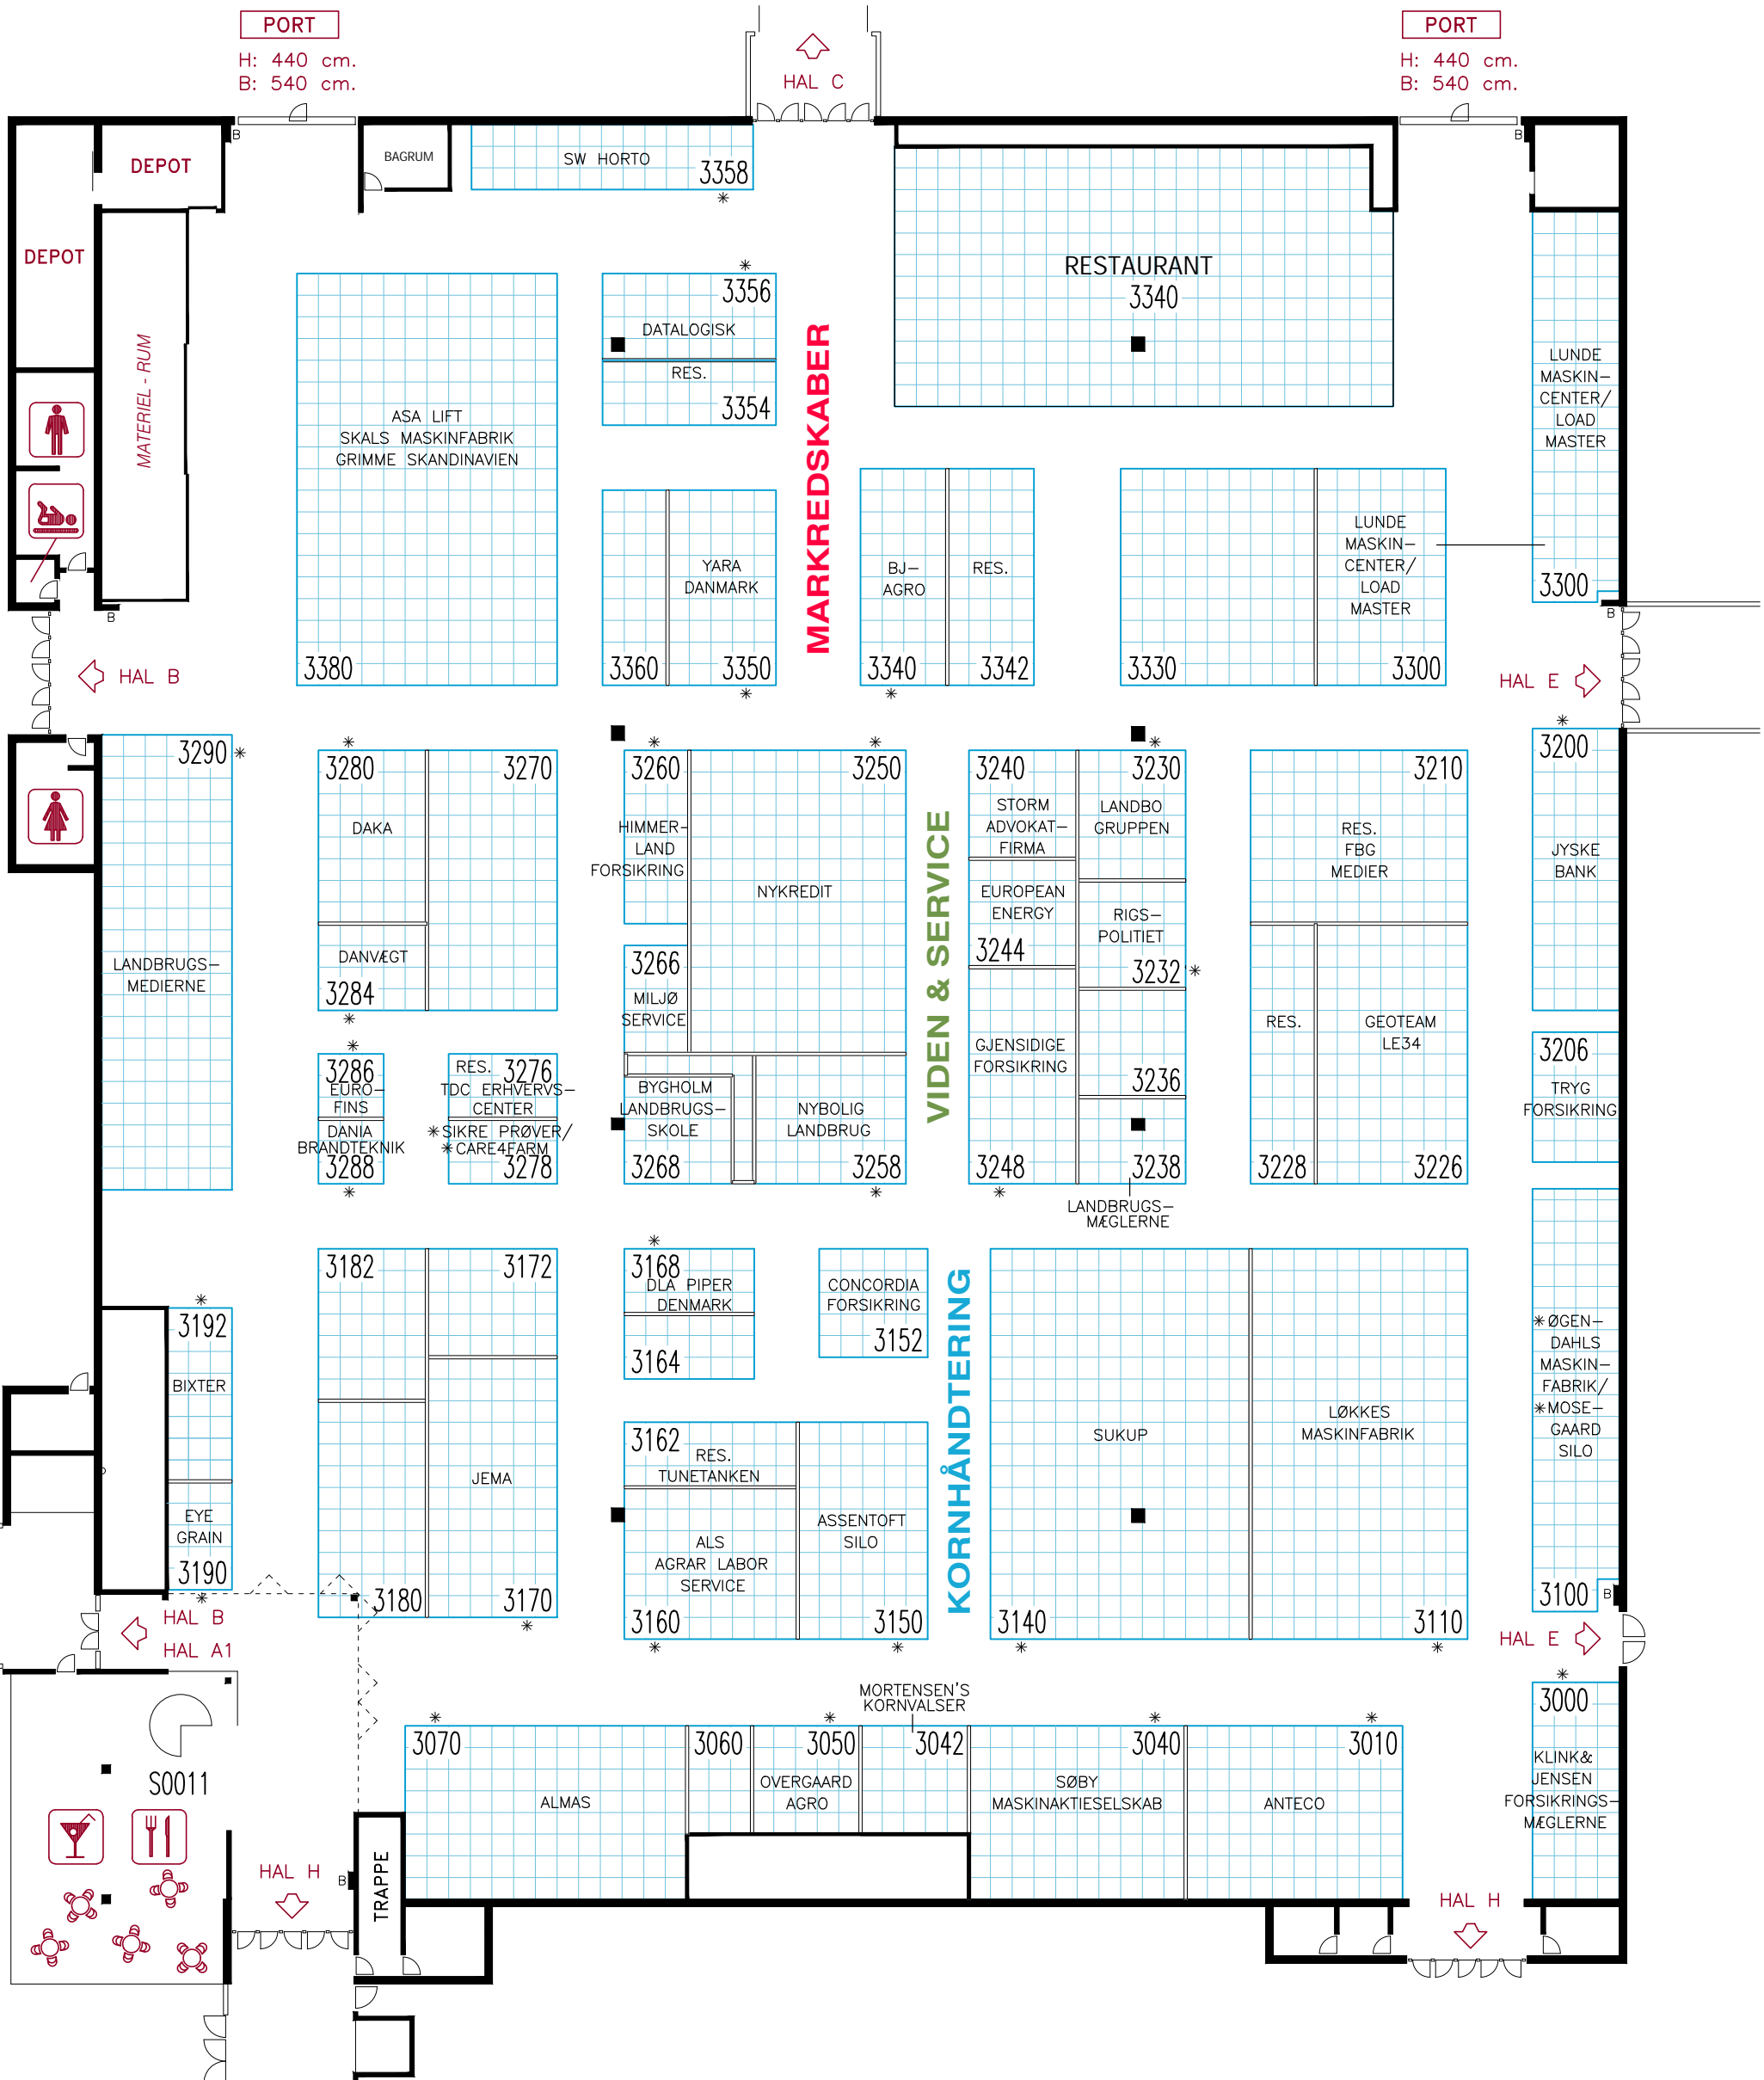 PORT
H: 440 cm.
B: 540 cm.
HAL C
PORT
H: 440 cm.
B: 540 cm.
B
B
DEPOT
DEPOT
BAGRUM
SW HORTO
3358
*
MATERIEL - RUM
B
ASA LIFT
SKALS MASKINFABRIK
GRIMME SKANDINAVIEN
3380
*
3356
DATALOGISK
RES.
3354
MARKREDSKABER
RESTAURANT
3340
LUNDE
MASKIN-
CENTER/
LOAD
MASTER
3300
B
YARA
DANMARK
3360
3350
*
BJ-
AGRO
3340
*
RES.
3342
3330
LUNDE
MASKIN-
CENTER/
LOAD
MASTER
3300
HAL B
HAL E
3290 *
LANDBRUGS-
MEDIERNE
*
3280
DAKA
3270
DANVÆGT
3284
*
*
3260
HIMMER-
LAND
FORSIKRING
*
3250
NYKREDIT
3266
MILJØ
SERVICE
VIDEN & SERVICE
3240
STORM
ADVOKAT-
FIRMA
*
3230
LANDBO
GRUPPEN
EUROPEAN
ENERGY
3244
RIGS-
POLITIET
3232 *
GJENSIDIGE
FORSIKRING
3248
*
3236
3238
LANDBRUGS-
MÆGLERNE
3210
RES.
FBG
MEDIER
RES.
3228
GEOTEAM
LE34
3226
*
3200
JYSKE
BANK
3206
TRYG
FORSIKRING
*
3286
EURO-
FINS
DANIA
BRANDTEKNIK
3288
*
RES. 3276
TDC ERHVERVS-
CENTER
*SIKRE PRØVER/
*CARE4FARM
3278
BYGHOLM
LANDBRUGS-
SKOLE
3268
NYBOLIG
LANDBRUG
3258
*
3182
3172
JEMA
3180
3170
*
*
3168
DLA PIPER
DENMARK
3164
CONCORDIA
FORSIKRING
3152
KORNHÅNDTERING
SUKUP
3140
*
LØKKES
MASKINFABRIK
3110
*
*ØGEN-
DAHLS
MASKIN-
FABRIK/
*MOSE-
GAARD
SILO
3100
B
*
3192
BIXTER
EYE
GRAIN
3190
*
3162
RES.
TUNETANKEN
ALS
AGRAR LABOR
SERVICE
3160
*
ASSENTOFT
SILO
3150
*
HAL B
HAL A1
HAL E
S0011
*
3070
ALMAS
3060
*
3050
OVERGAARD
AGRO
MORTENSEN'S
KORNVALSER
3042
*
3040
SØBY
MASKINAKTIESELSKAB
*
3010
ANTECO
*
3000
KLINK&
JENSEN
FORSIKRINGS-
MÆGLERNE
HAL H
B
TRAPPE
HAL H